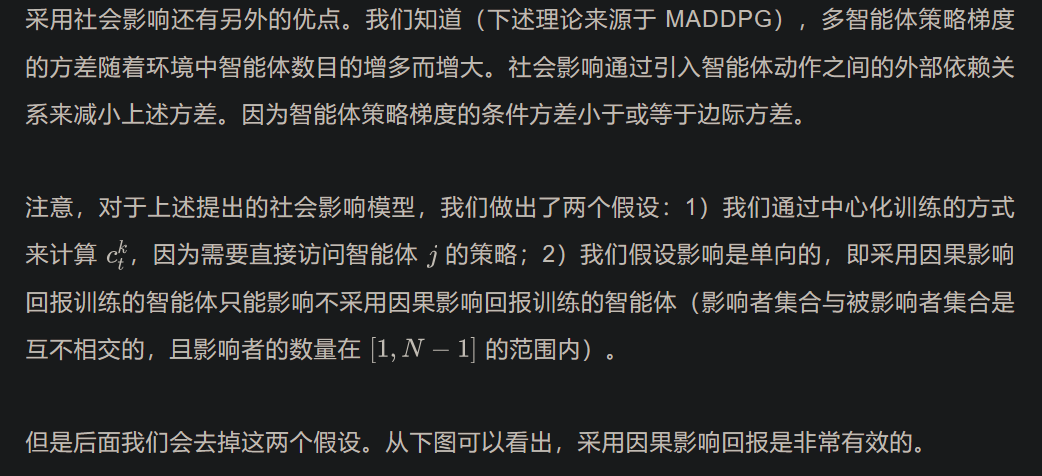 采用社会影响还有另外的优点。我们知道（下述理论来源于 MADDPG），多智能体策略梯度
的方差随着环境中智能体数目的增多而增大。社会影响通过引入智能体动作之间的外部依赖关
系来减小上述方差。因为智能体策略梯度的条件方差小于或等于边际方差。
注意，对于上述提出的社会影响模型，我们做出了两个假设：1）我们通过中心化训练的方式
来计算 $c_t^k$，因为需要直接访问智能体 $j$ 的策略；2）我们假设影响是单向的，即采用因果影响
回报训练的智能体只能影响不采用因果影响回报训练的智能体（影响者集合与被影响者集合是
互不相交的，且影响者的数量在 $[1, N-1]$ 的范围内）。
但是后面我们会去掉这两个假设。从下图可以看出，采用因果影响回报是非常有效的。